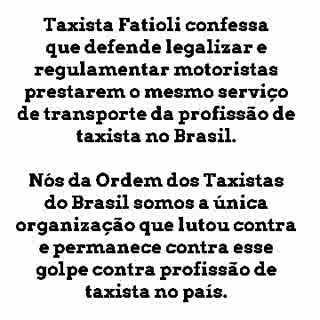 Taxista Fatioli confessa
que defende legalizar e
regulamentar motoristas
prestarem o mesmo serviço
de transporte da profissão de
taxista no Brasil.
Nós da Ordem dos Taxistas
do Brasil somos a única
organização que lutou contra
e permanece contra esse
golpe contra profissão de
taxista no país.